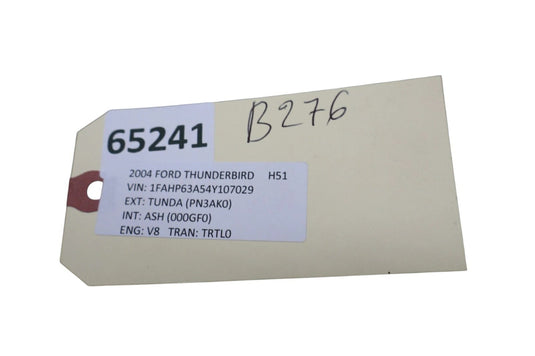 65241
B276
2004 FORD THUNDERBIRD H51
VIN: 1FAHP63A54Y107029
EXT: TUNDA (PN3AK0)
INT: ASH (000GF0)
ENG: V8 TRAN: TRTL0